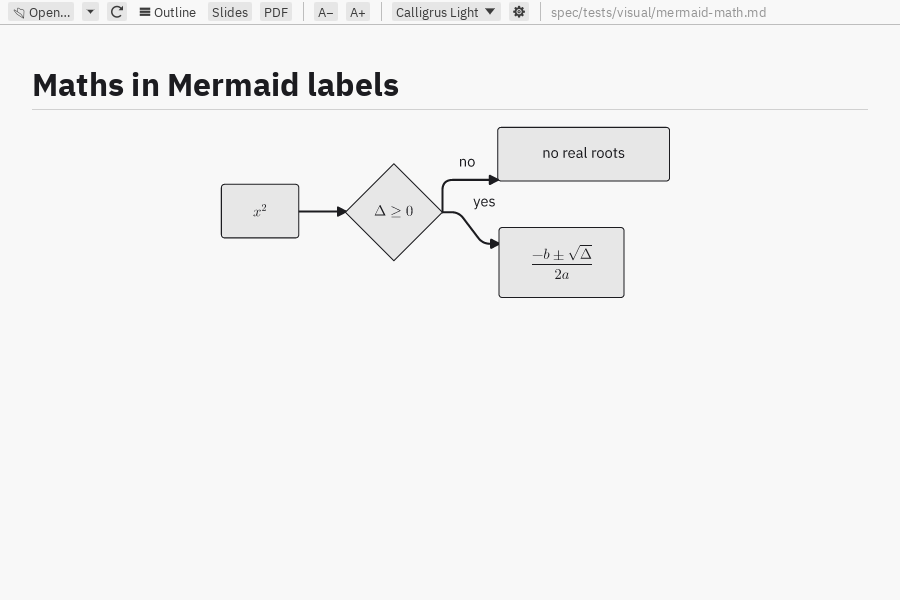 Open... Outline Slides PDF A– A+ Calligrus Light spec/tests/visual/mermaid-math.md
Maths in Mermaid labels
no
no real roots
x²
Δ ≥ 0
yes
−b ± √Δ
2a